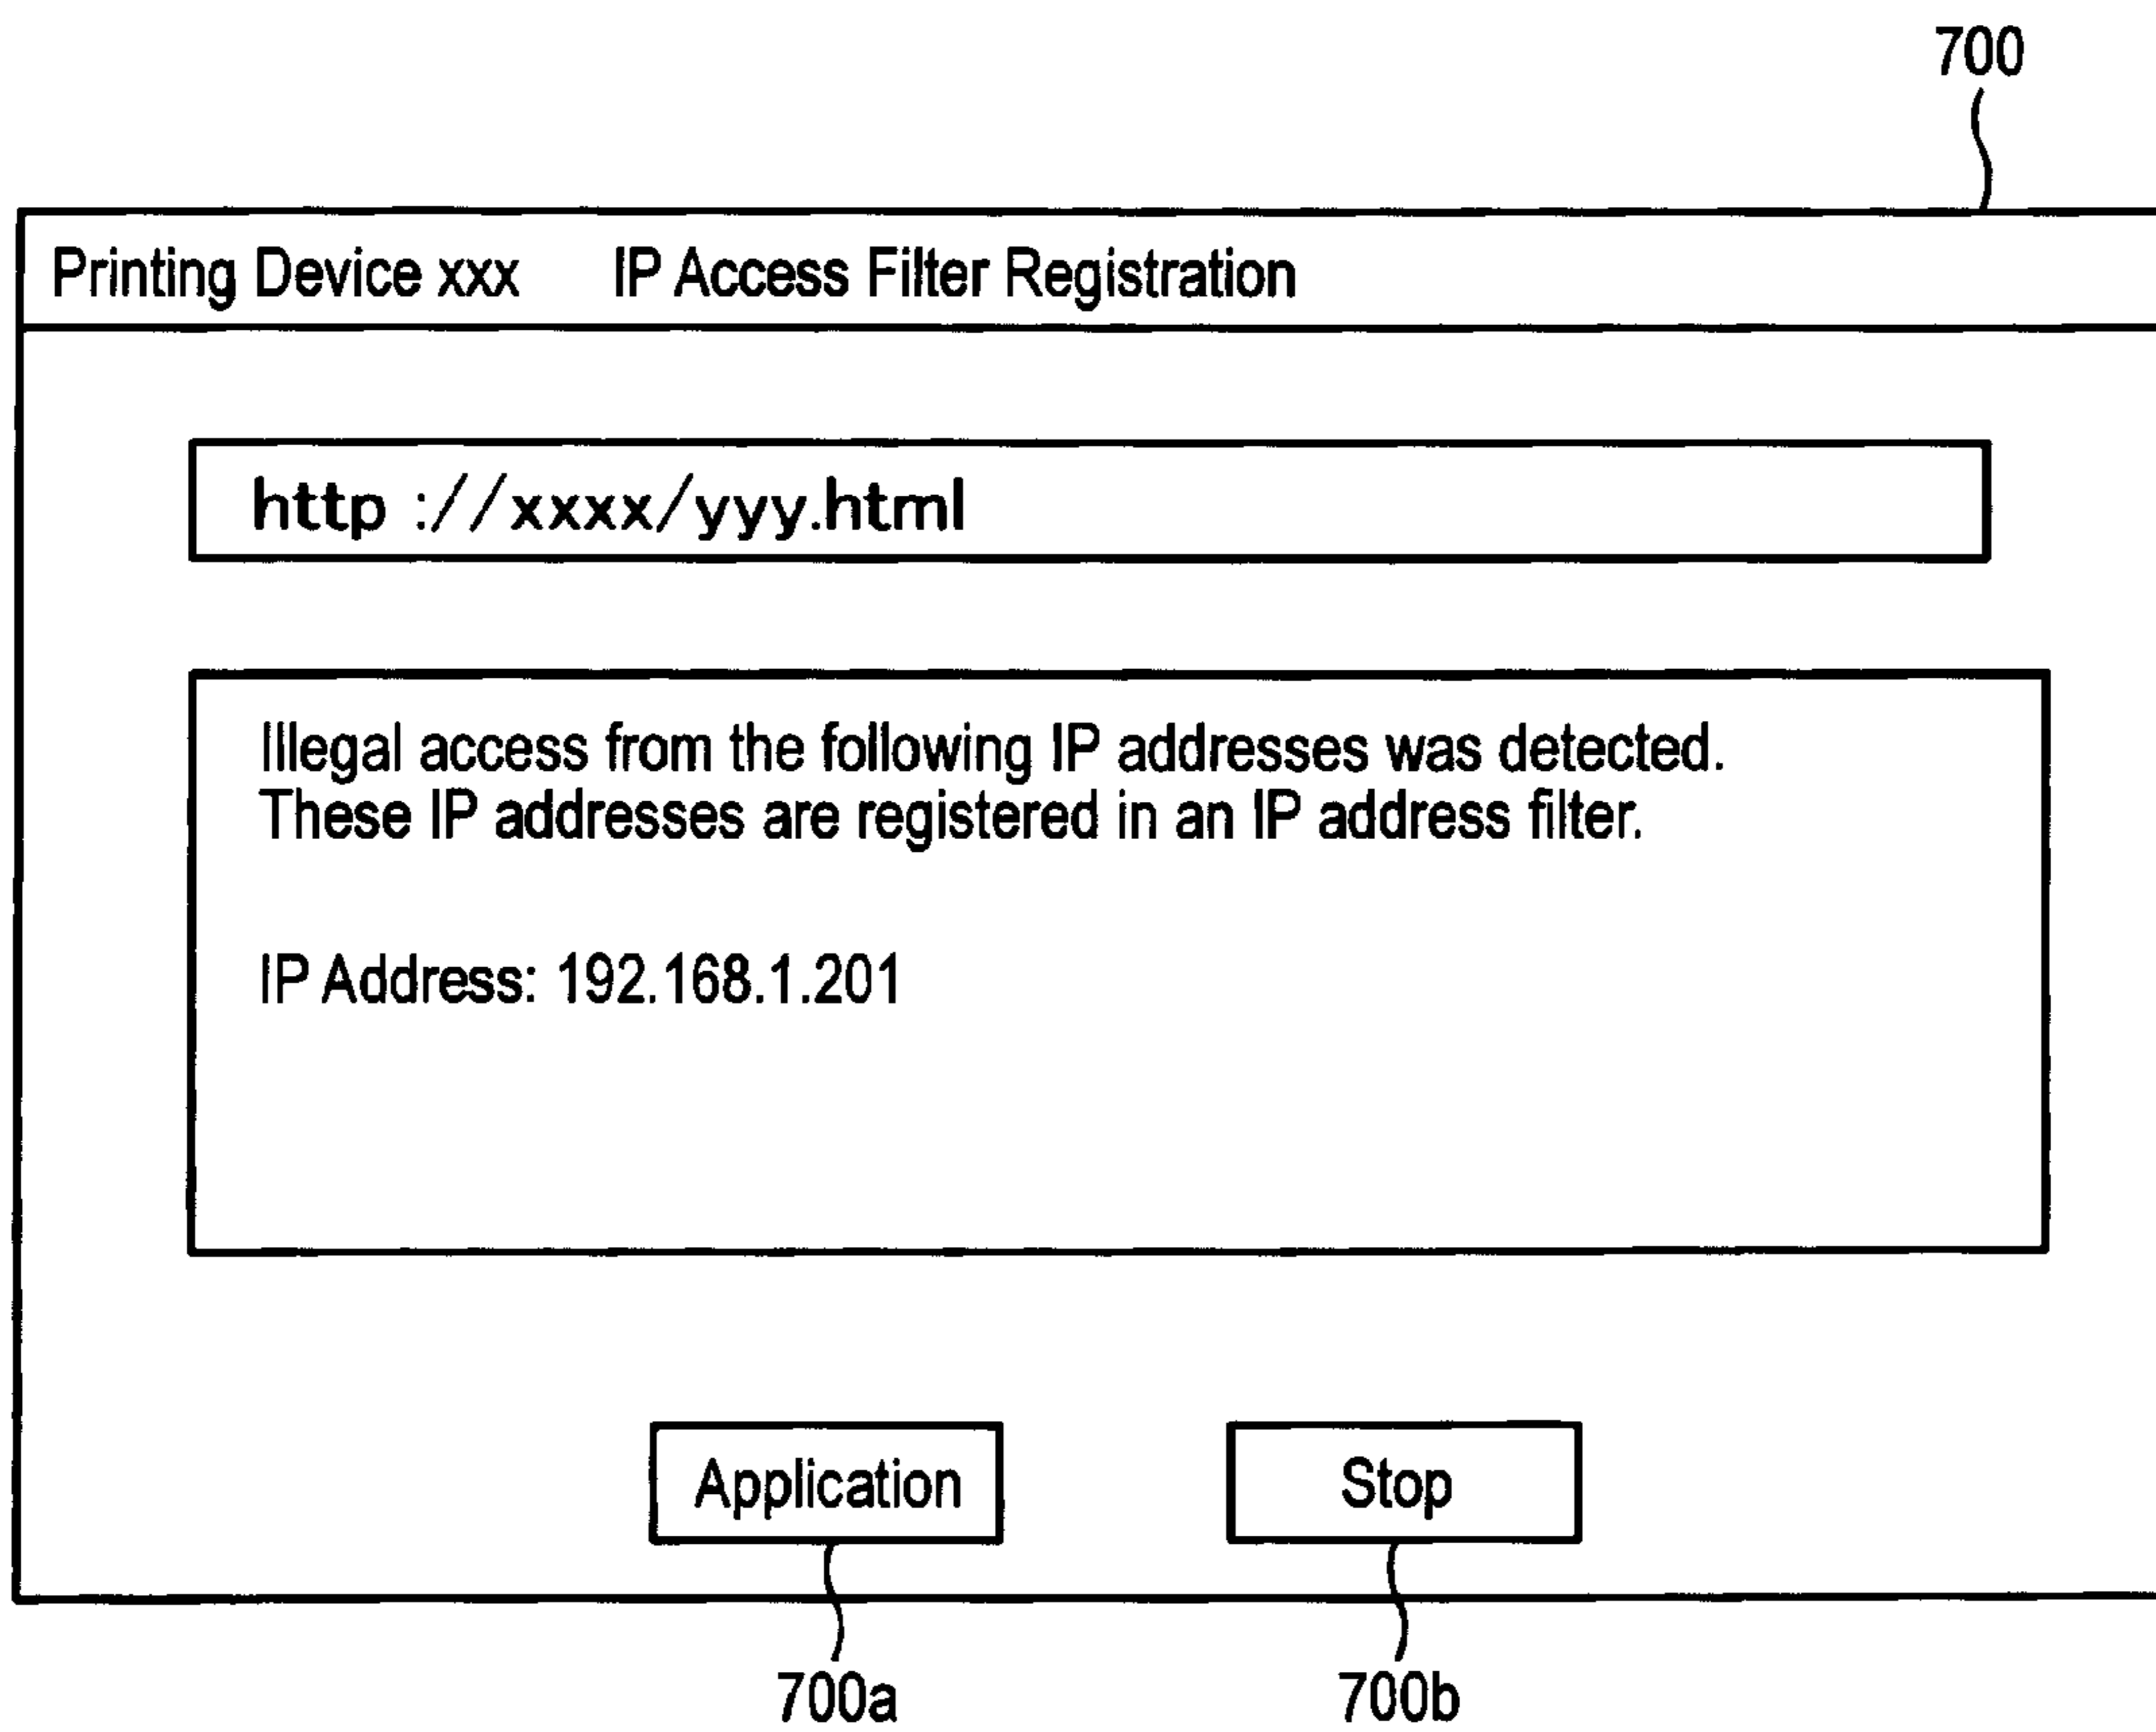 700
Printing Device xxx IP Access Filter Registration
http ://xxxx/yyy.html
Illegal access from the following IP addresses was detected.
These IP addresses are registered in an IP address filter.
IP Address: 192.168.1.201
Application Stop
700a 700b